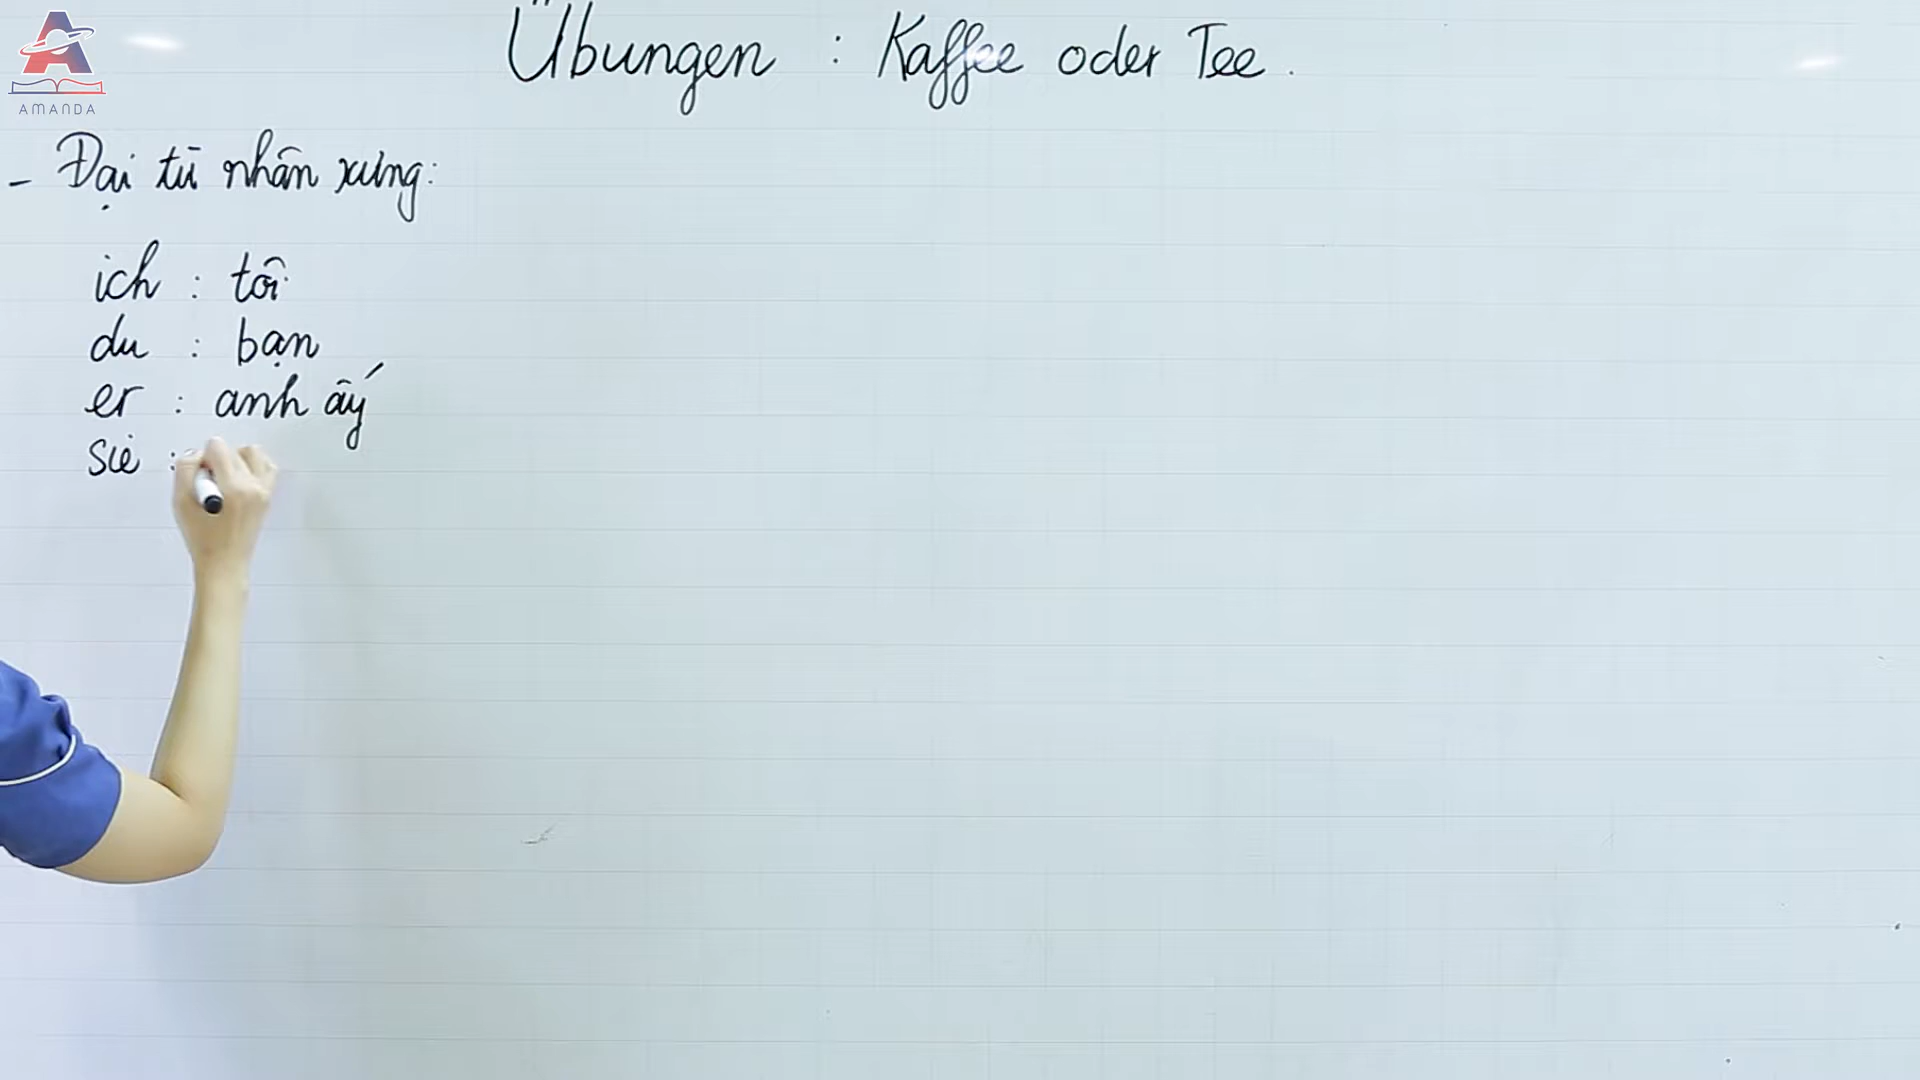 AMANDA
Übungen : Kaffee oder Tee .
- Đại từ nhân xưng:
ich : tôi
du : bạn
er : anh ấy
sie :